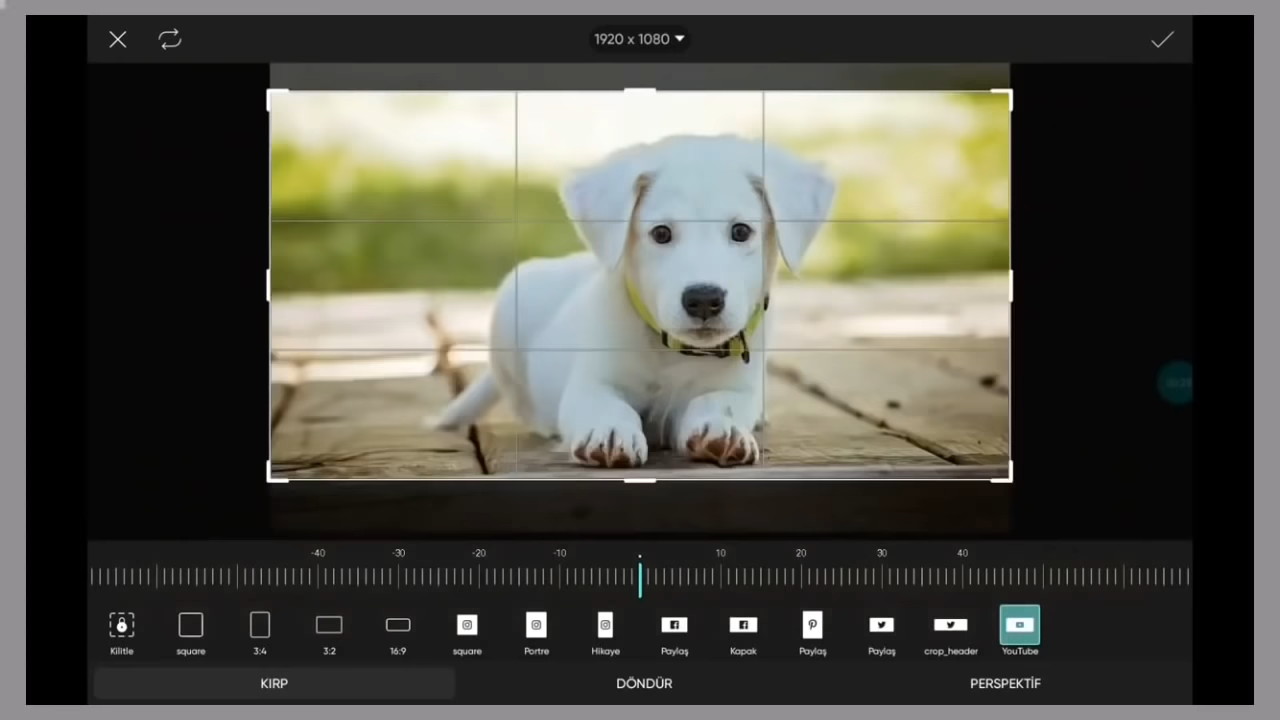 1920 x 1080
-40 -30 -20 -10 10 20 30 40
Kilitle square 3:4 3:2 16:9 square Portre Hikaye Paylaş Kapak Paylaş Paylaş crop_header YouTube
KIRP DÖNDÜR PERSPEKTİF